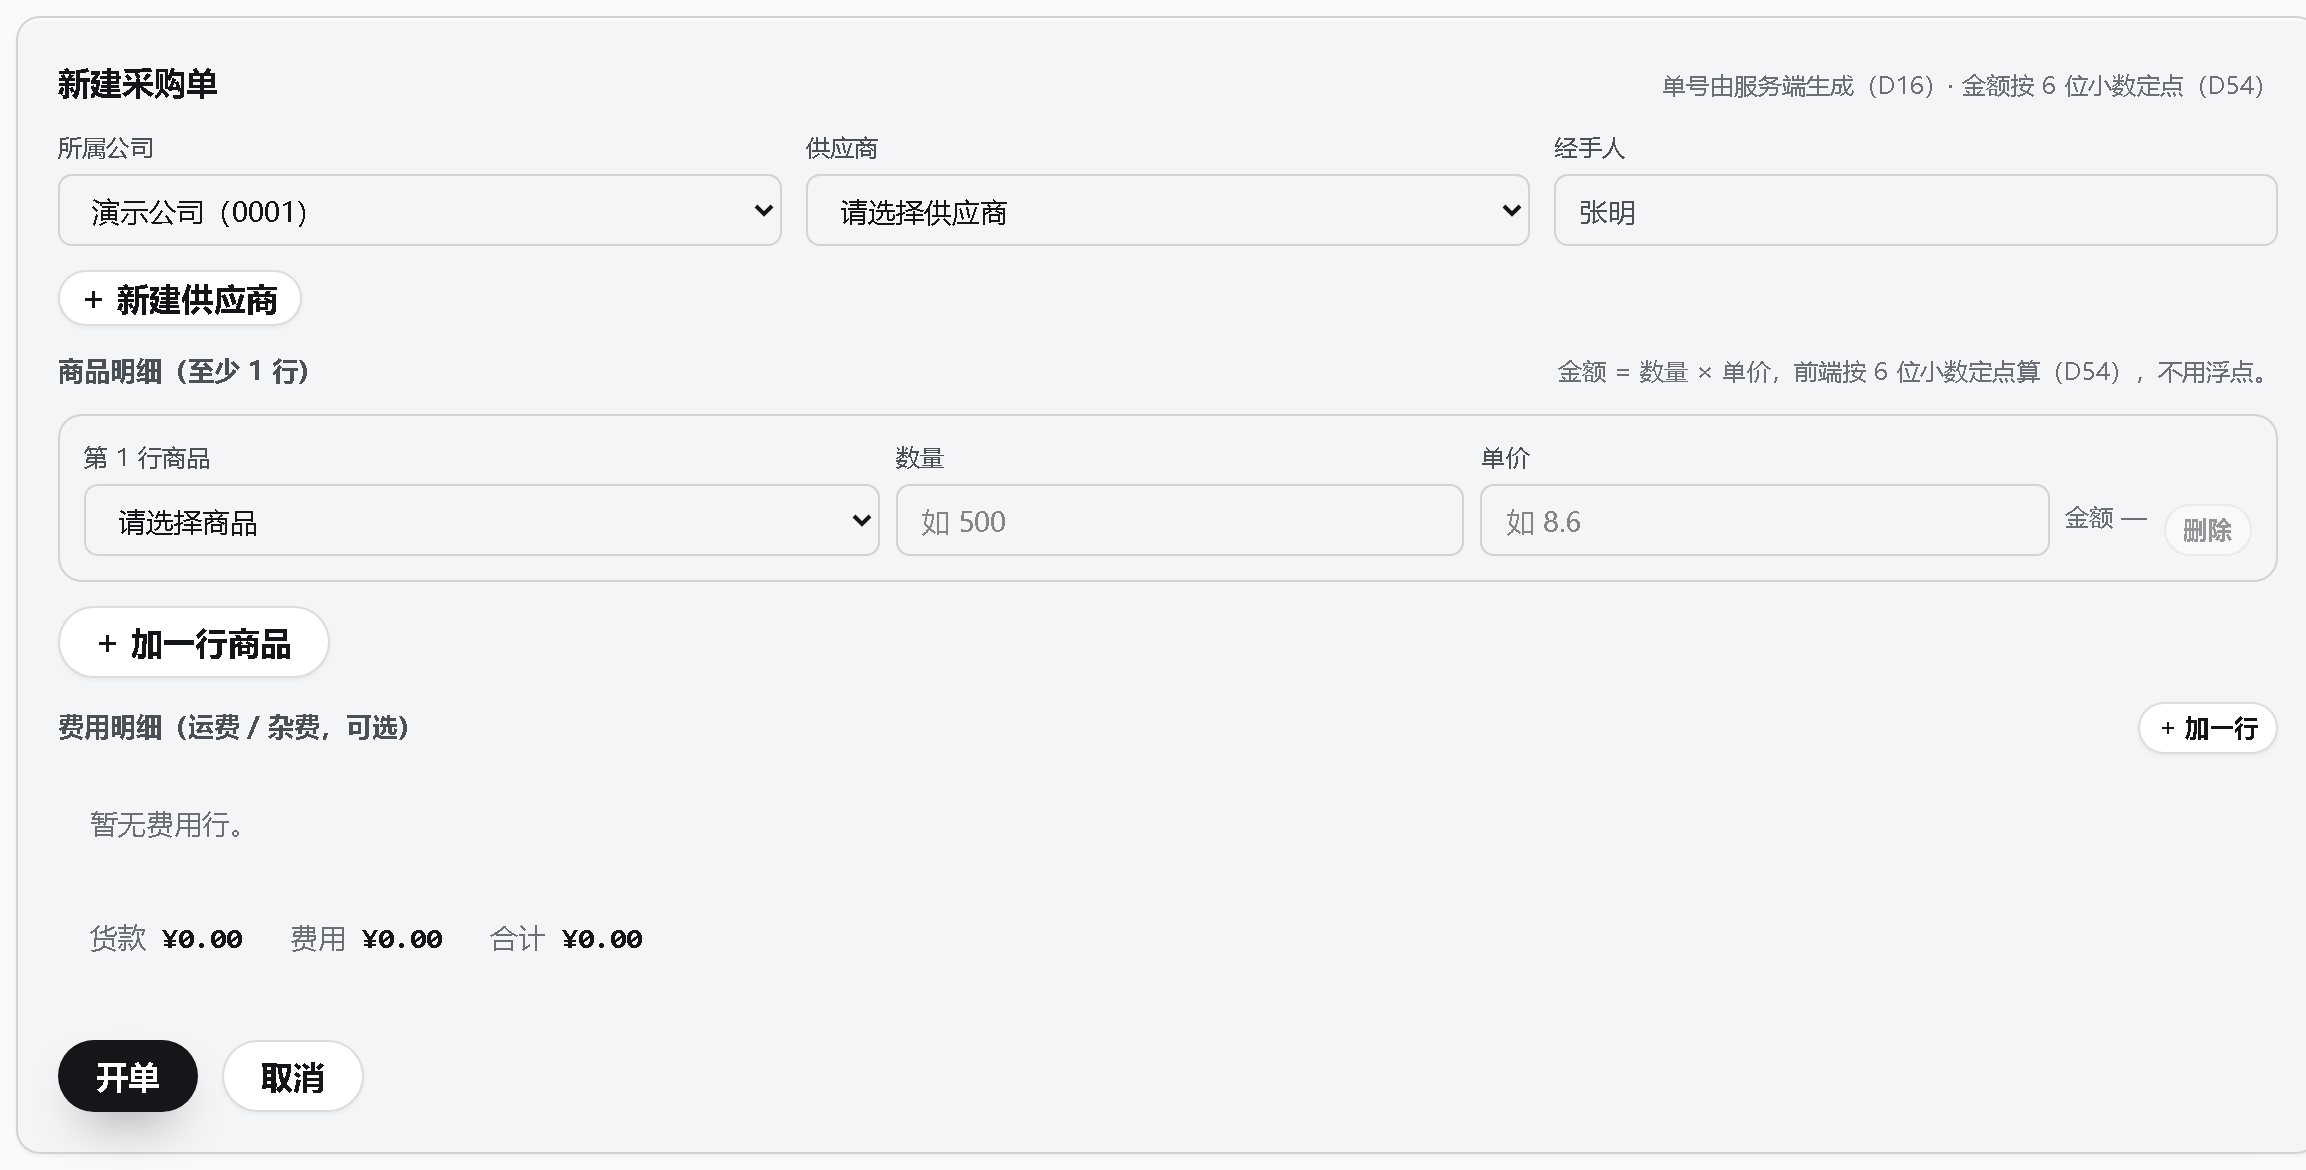 新建采购单
单号由服务端生成（D16）· 金额按 6 位小数定点（D54）
所属公司
供应商
经手人
演示公司（0001）
请选择供应商
张明
+ 新建供应商
商品明细（至少 1 行）
金额 = 数量 × 单价，前端按 6 位小数定点算（D54），不用浮点。
第 1 行商品
数量
单价
请选择商品
如 500
如 8.6
金额 —
删除
+ 加一行商品
费用明细（运费 / 杂费，可选）
+ 加一行
暂无费用行。
货款 ¥0.00 费用 ¥0.00 合计 ¥0.00
开单
取消